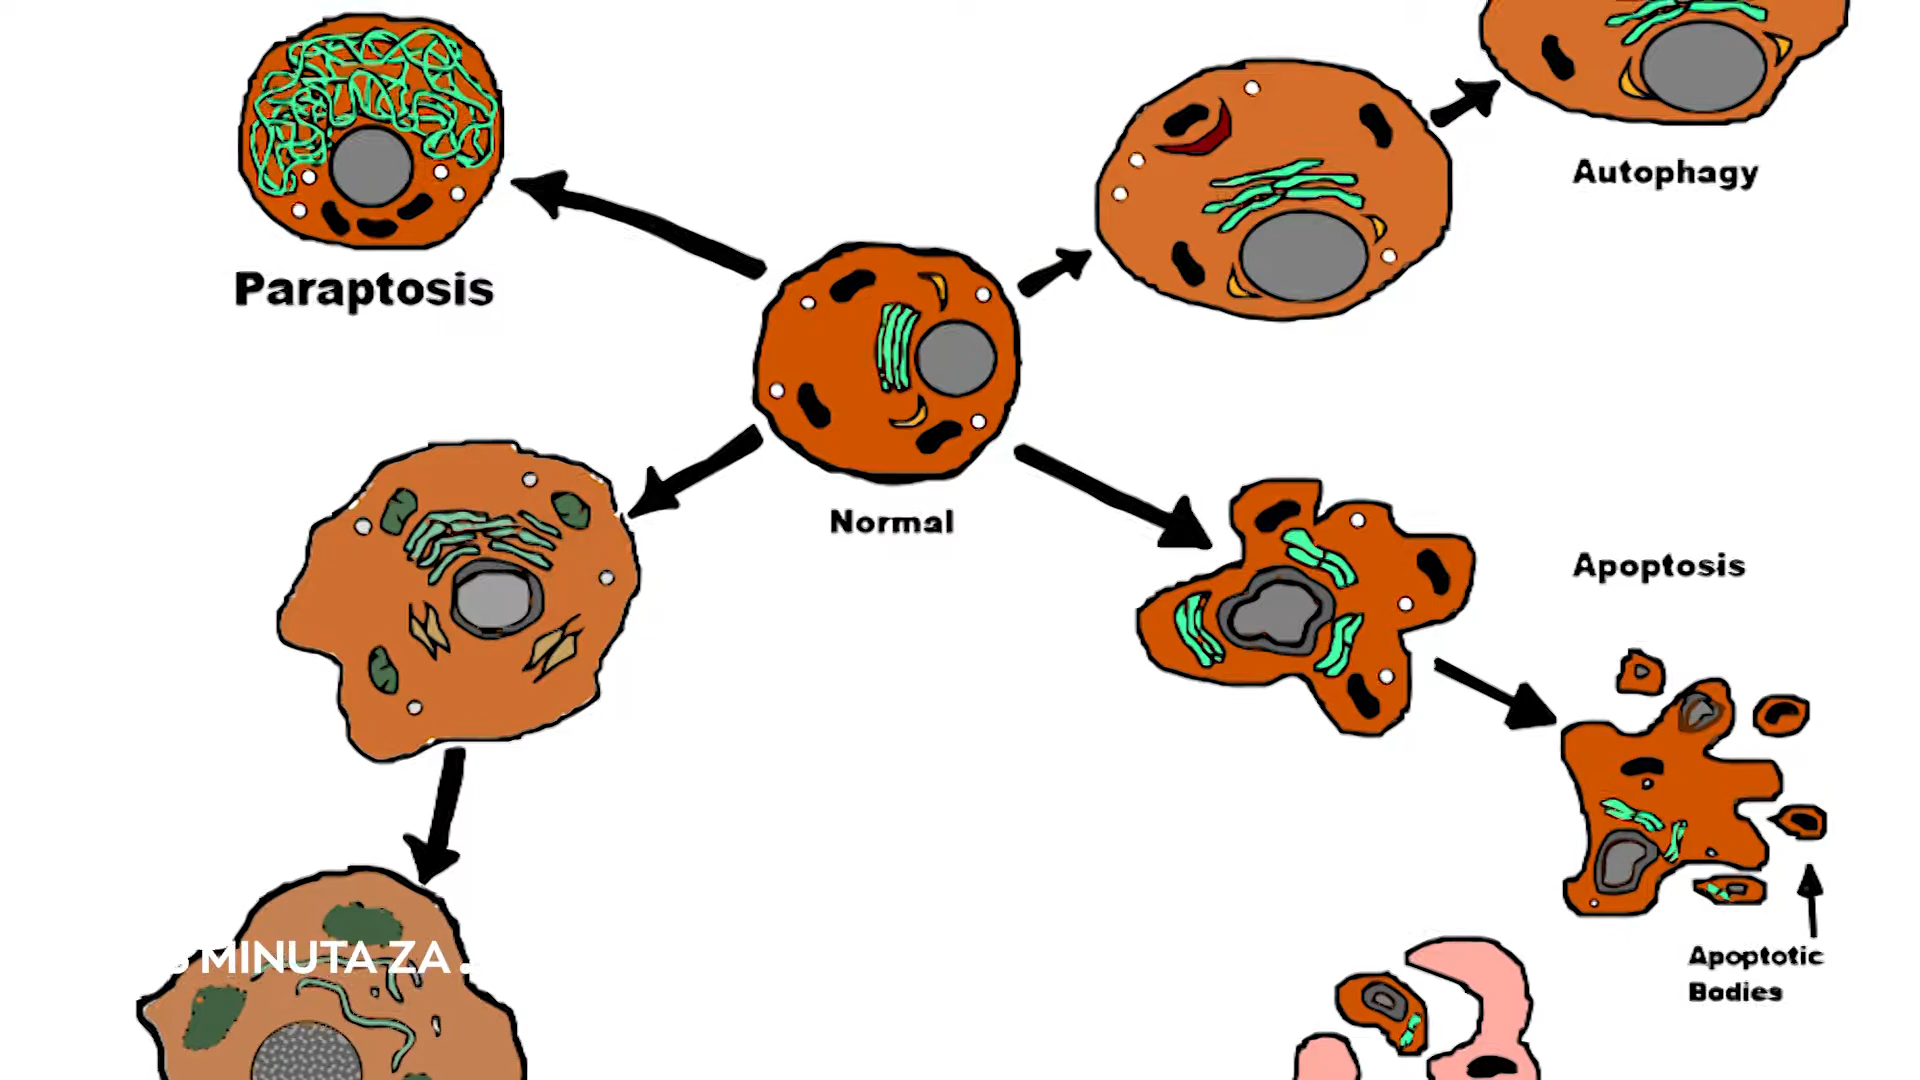 Autophagy
Paraptosis
Normal
Apoptosis
MINUTA ZA
Apoptotic
Bodies